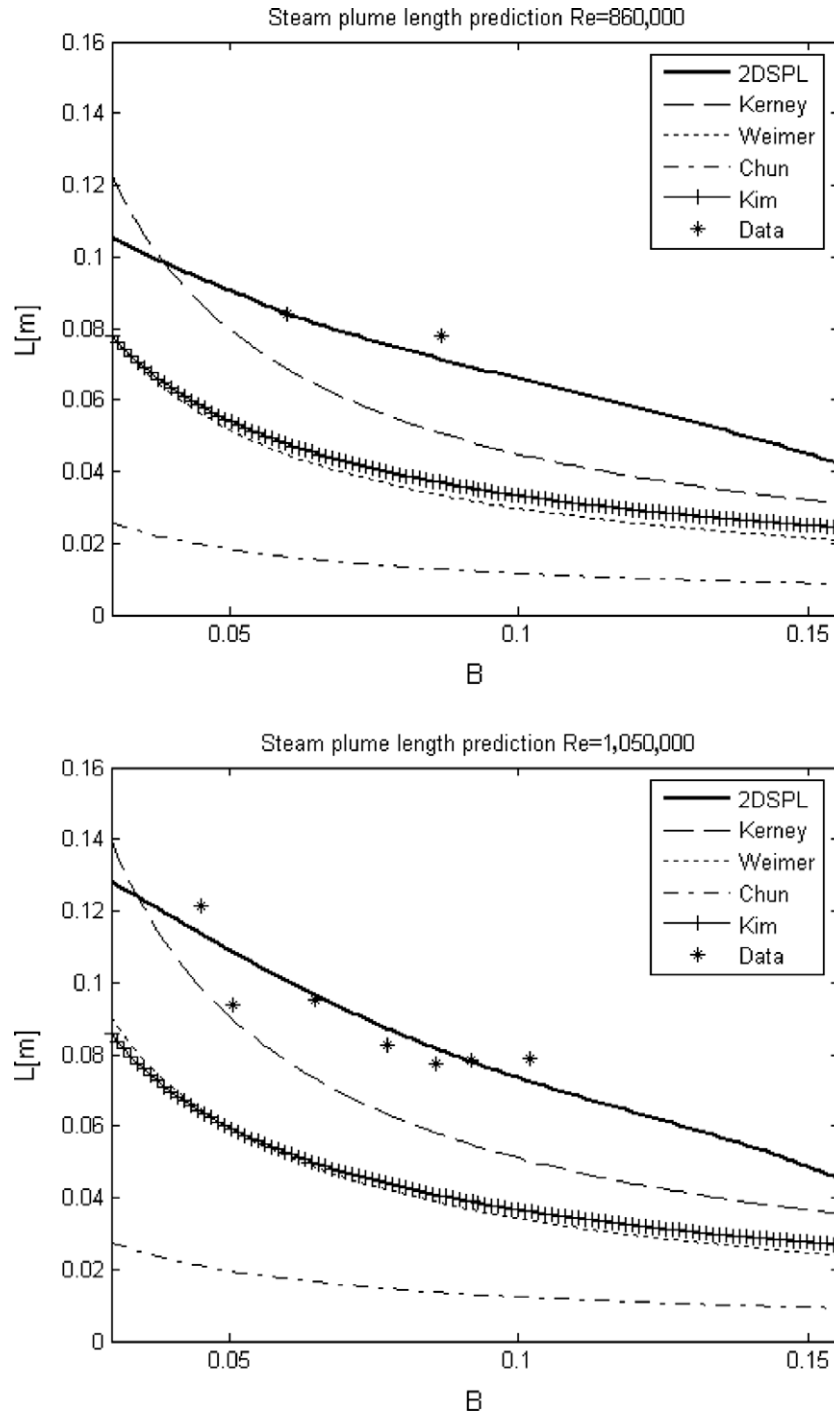 Steam plume length prediction Re=860,000
0.16
0.14
0.12
0.1
0.08
0.06
0.04
0.02
0
L[m]
0.05
0.1
0.15
B
2DSPL
Kerney
Weimer
Chun
Kim
Data
Steam plume length prediction Re=1,050,000
0.16
0.14
0.12
0.1
0.08
0.06
0.04
0.02
0
L[m]
0.05
0.1
0.15
B
2DSPL
Kerney
Weimer
Chun
Kim
Data